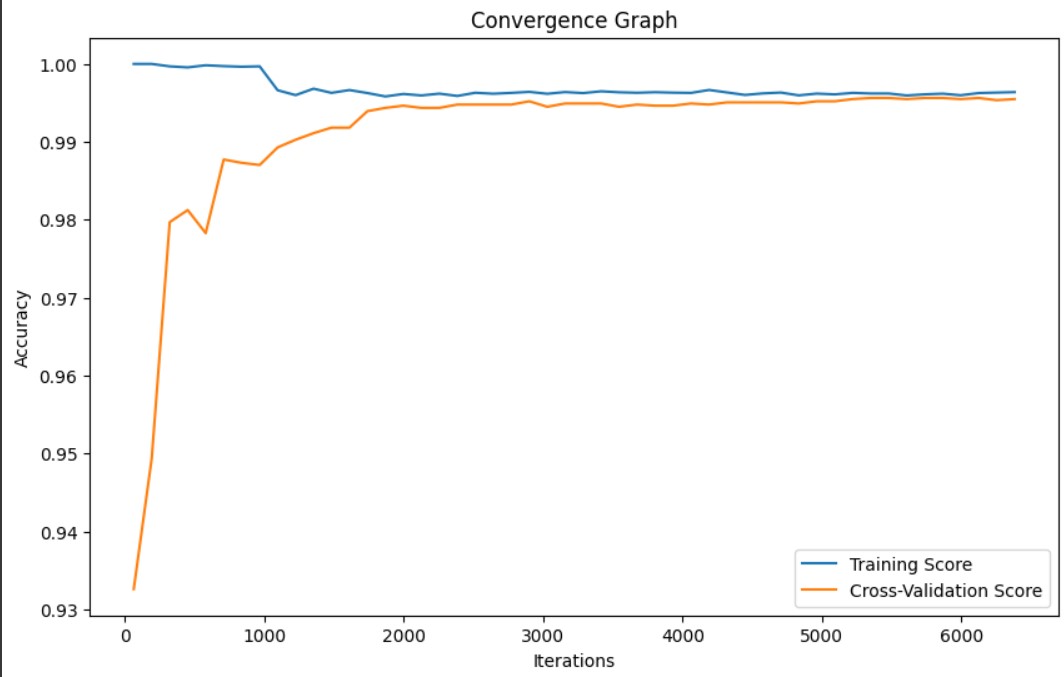 Convergence Graph
1.00
0.99
0.98
0.97
0.96
0.95
0.94
0.93
Accuracy
Training Score
Cross-Validation Score
0 1000 2000 3000 4000 5000 6000
Iterations